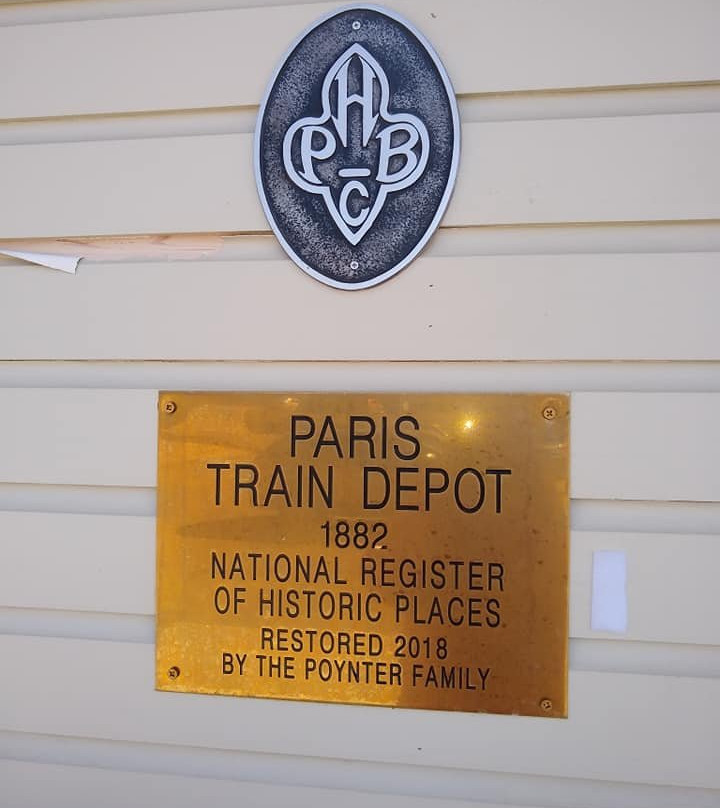 H
P B
C
PARIS
TRAIN DEPOT
1882
NATIONAL REGISTER
OF HISTORIC PLACES
RESTORED 2018
BY THE POYNTER FAMILY